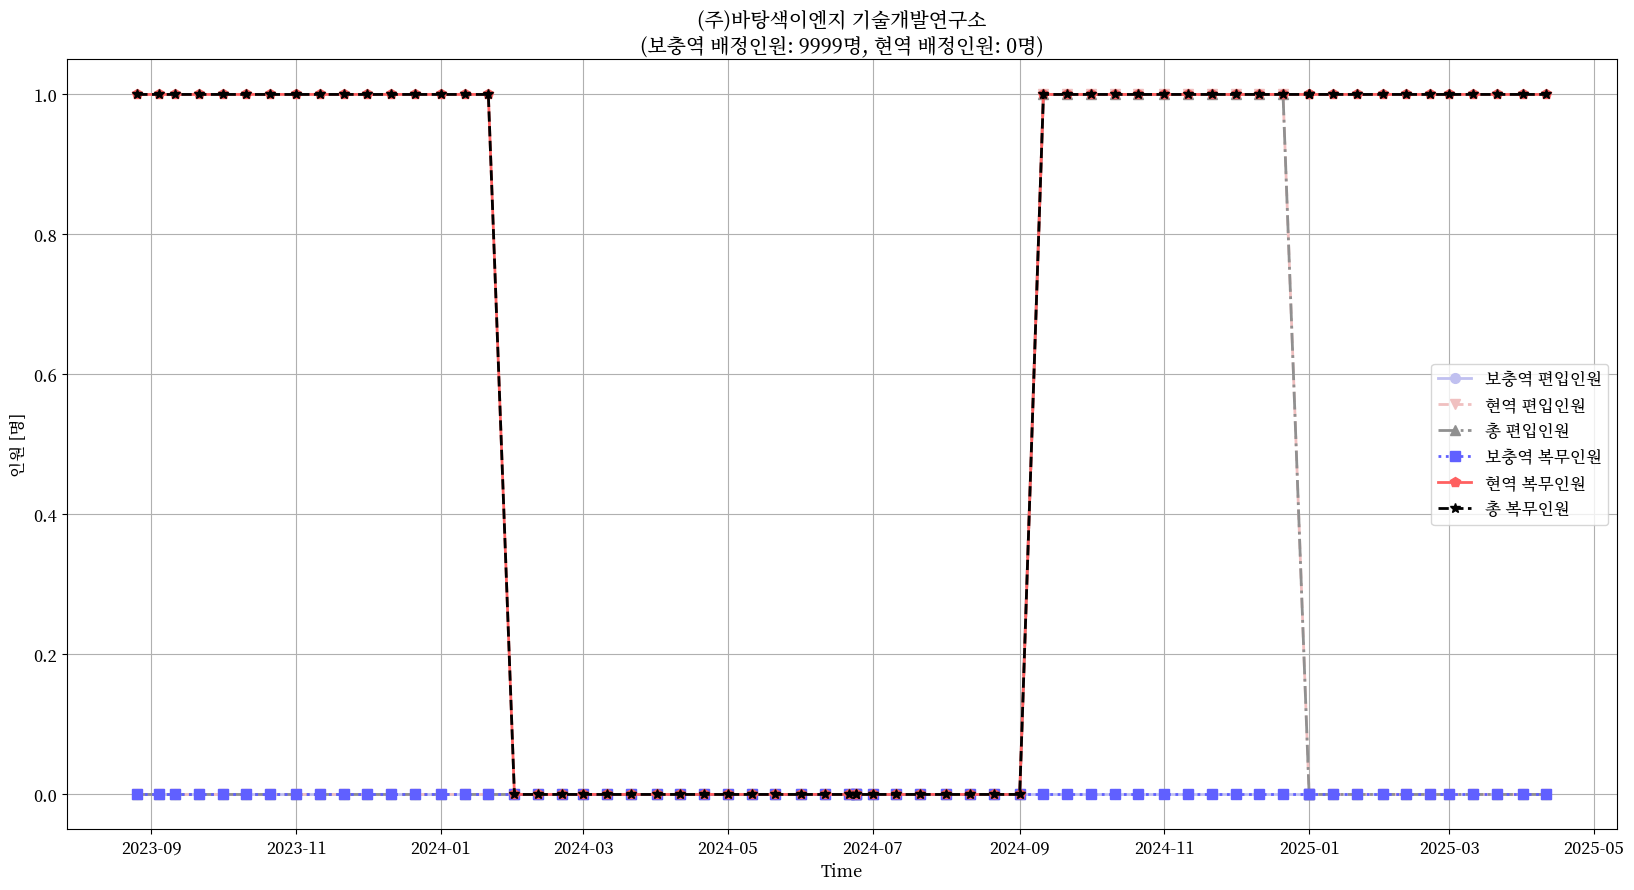 (주)바탕색이엔지 기술개발연구소
(보충역 배정인원: 9999명, 현역 배정인원: 0명)
1.0
0.8
0.6
0.4
0.2
0.0
인원 [명]
보충역 편입인원
현역 편입인원
총 편입인원
보충역 복무인원
현역 복무인원
총 복무인원
2023-09
2023-11
2024-01
2024-03
2024-05
2024-07
2024-09
2024-11
2025-01
2025-03
2025-05
Time